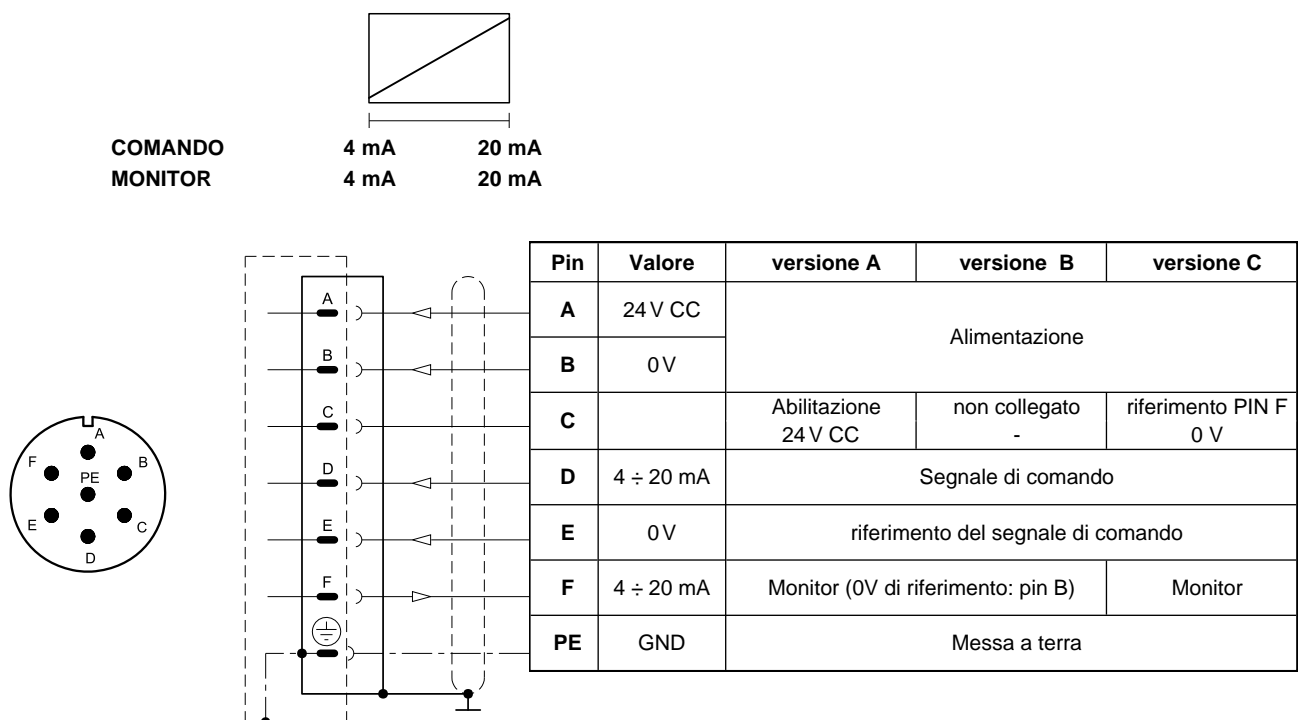 COMANDO 4 mA 20 mA
MONITOR 4 mA 20 mA
Pin Valore versione A versione B versione C
A 24 V CC Alimentazione
B 0 V
C Abilitazione 24 V CC non collegato - riferimento PIN F 0 V
D 4 ÷ 20 mA Segnale di comando
E 0 V riferimento del segnale di comando
F 4 ÷ 20 mA Monitor (0V di riferimento: pin B) Monitor
PE GND Messa a terra
A
B
C
D
E
F
A
F B
PE
E C
D